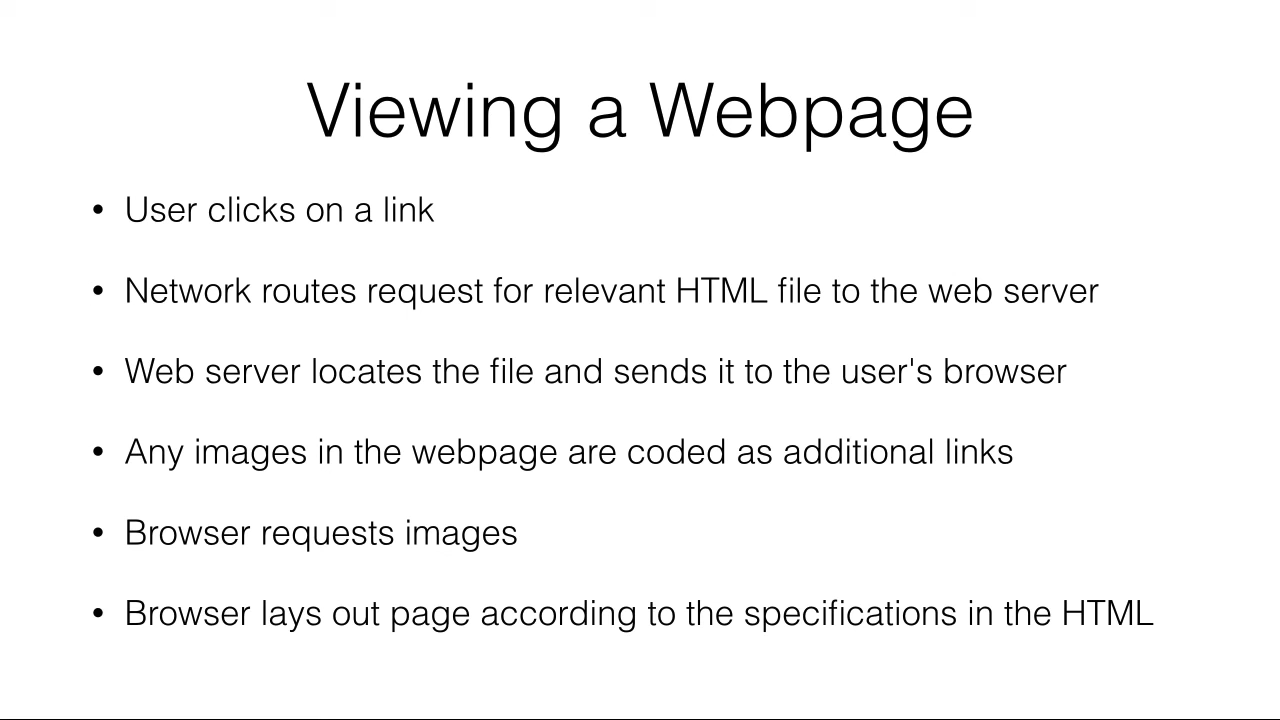 Viewing a Webpage
• User clicks on a link
• Network routes request for relevant HTML file to the web server
• Web server locates the file and sends it to the user's browser
• Any images in the webpage are coded as additional links
• Browser requests images
• Browser lays out page according to the specifications in the HTML